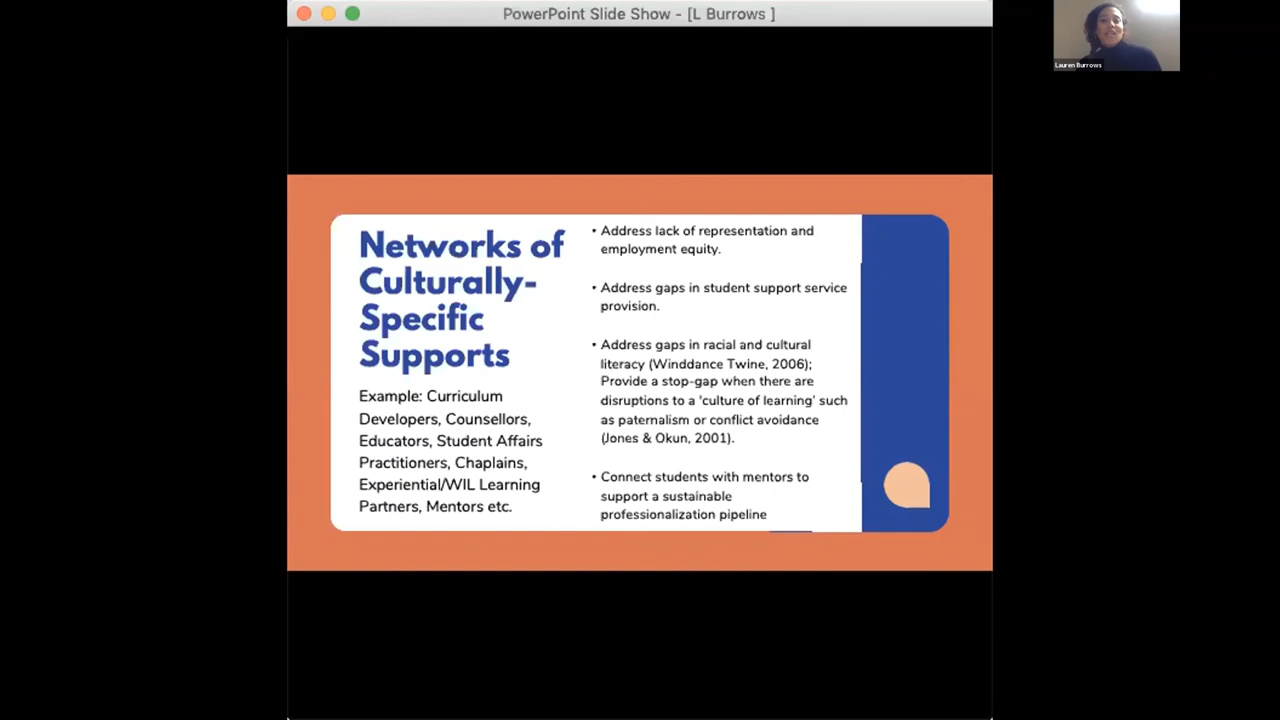 PowerPoint Slide Show - [L Burrows ]
Lauren Burrows
Networks of
Culturally-
Specific
Supports
Example: Curriculum
Developers, Counsellors,
Educators, Student Affairs
Practitioners, Chaplains,
Experiential/WIL Learning
Partners, Mentors etc.
• Address lack of representation and
employment equity.
• Address gaps in student support service
provision.
• Address gaps in racial and cultural
literacy (Winddance Twine, 2006);
Provide a stop-gap when there are
disruptions to a 'culture of learning' such
as paternalism or conflict avoidance
(Jones & Okun, 2001).
• Connect students with mentors to
support a sustainable
professionalization pipeline